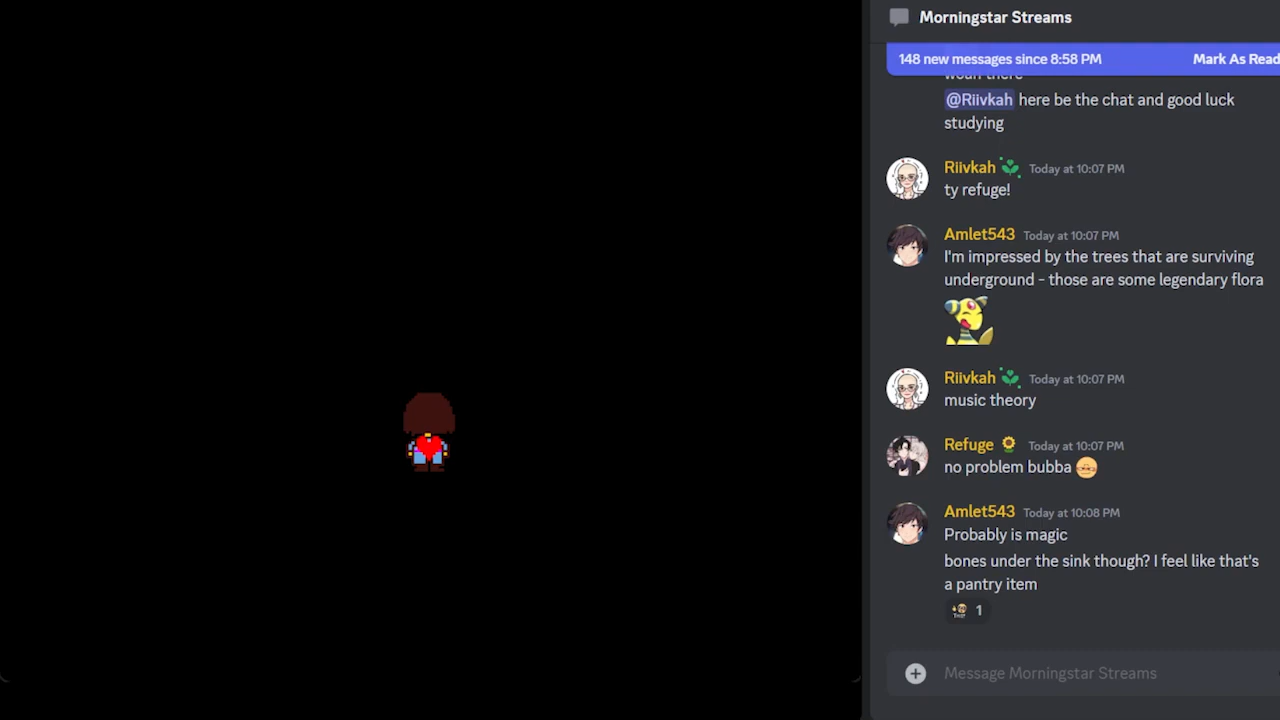 Morningstar Streams
148 new messages since 8:58 PM
Mark As Read
woah there
@Riivkah here be the chat and good luck
studying
Riivkah Today at 10:07 PM
ty refuge!
Amlet543 Today at 10:07 PM
I'm impressed by the trees that are surviving
underground - those are some legendary flora
Riivkah Today at 10:07 PM
music theory
Refuge Today at 10:07 PM
no problem bubba
Amlet543 Today at 10:08 PM
Probably is magic
bones under the sink though? I feel like that's
a pantry item
1
Message Morningstar Streams